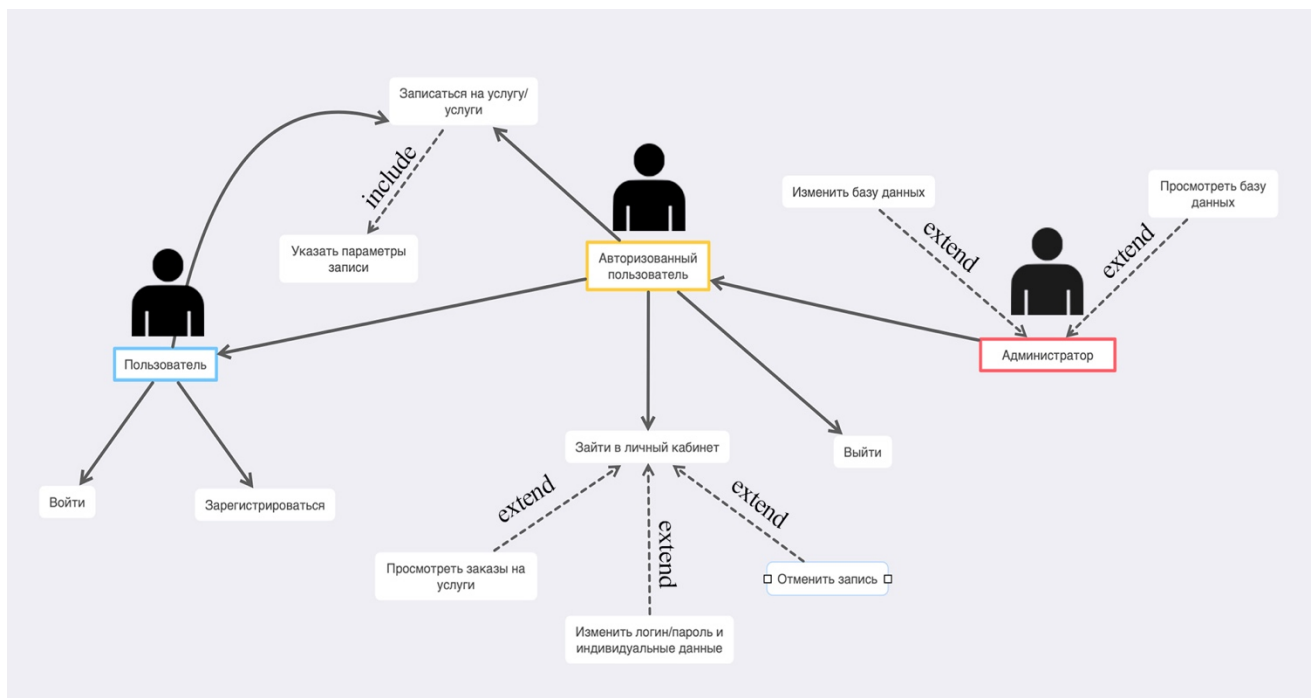 Записаться на услугу/
услуги
include
Указать параметры
записи
Авторизованный
пользователь
Изменить базу данных
Просмотреть базу
данных
extend
extend
Пользователь
Администратор
Войти
Зарегистрироваться
Зайти в личный кабинет
Выйти
extend
extend
extend
Просмотреть заказы на
услуги
Отменить запись
Изменить логин/пароль и
индивидуальные данные